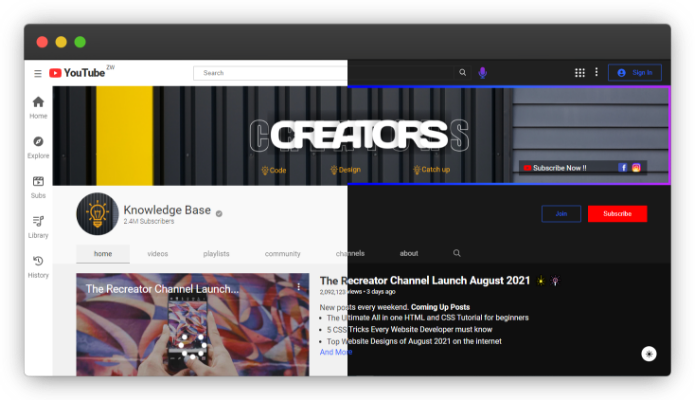 YouTube ZW
Search
Sign In
Home
Explore
Subs
Library
History
CREATORS
Code
Design
Catch up
Subscribe Now !!
Knowledge Base
2.4M Subscribers
Join
Subscribe
home
videos
playlists
community
channels
about
The Recreator Channel Launch...
The Recreator Channel Launch August 2021
2,092,123 views • 3 days ago
New posts every weekend. Coming Up Posts
• The Ultimate All in one HTML and CSS Tutorial for beginners
• 5 CSS Tricks Every Website Developer must know
• Top Website Designs of August 2021 on the internet
And More